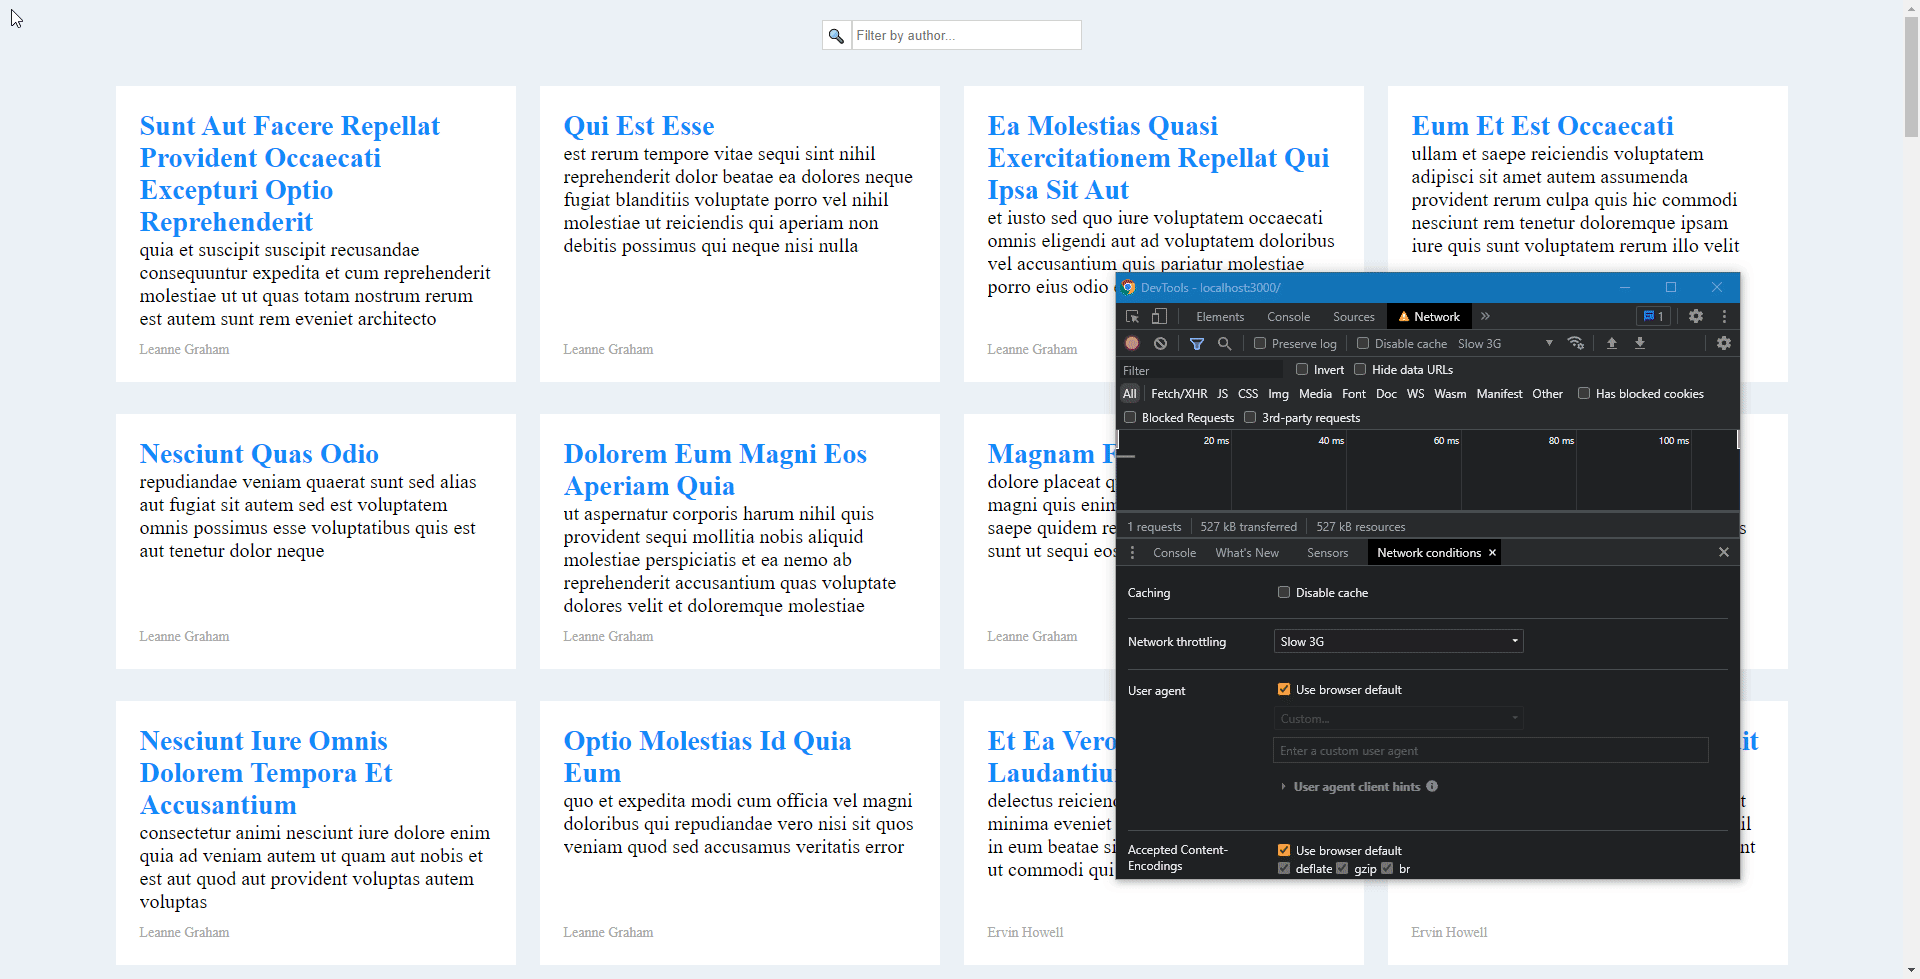 Filter by author...
Sunt Aut Facere Repellat
Provident Occaecati
Excepturi Optio
Reprehenderit
quia et suscipit suscipit recusandae
consequuntur expedita et cum reprehenderit
molestiae ut ut quas totam nostrum rerum
est autem sunt rem eveniet architecto
Leanne Graham
Qui Est Esse
est rerum tempore vitae sequi sint nihil
reprehenderit dolor beatae ea dolores neque
fugiat blanditiis voluptate porro vel nihil
molestiae ut reiciendis qui aperiam non
debitis possimus qui neque nisi nulla
Leanne Graham
Ea Molestias Quasi
Exercitationem Repellat Qui
Ipsa Sit Aut
et iusto sed quo iure voluptatem occaecati
omnis eligendi aut ad voluptatem doloribus
vel accusantium quis pariatur molestiae
porro eius odio
Leanne Graham
Eum Et Est Occaecati
ullam et saepe reiciendis voluptatem
adipisci sit amet autem assumenda
provident rerum culpa quis hic commodi
nesciunt rem tenetur doloremque ipsam
iure quis sunt voluptatem rerum illo velit
Nesciunt Quas Odio
repudiandae veniam quaerat sunt sed alias
aut fugiat sit autem sed est voluptatem
omnis possimus esse voluptatibus quis est
aut tenetur dolor neque
Leanne Graham
Dolorem Eum Magni Eos
Aperiam Quia
ut aspernatur corporis harum nihil quis
provident sequi mollitia nobis aliquid
molestiae perspiciatis et ea nemo ab
reprehenderit accusantium quas voluptate
dolores velit et doloremque molestiae
Leanne Graham
Magnam
dolore placeat
magni quis enim
saepe quidem re
sunt ut sequi eos
Leanne Graham
Nesciunt Iure Omnis
Dolorem Tempora Et
Accusantium
consectetur animi nesciunt iure dolore enim
quia ad veniam autem ut quam aut nobis et
est aut quod aut provident voluptas autem
voluptas
Leanne Graham
Optio Molestias Id Quia
Eum
quo et expedita modi cum officia vel magni
doloribus qui repudiandae vero nisi sit quos
veniam quod sed accusamus veritatis error
Leanne Graham
Et Ea Vero
Laudantiu
delectus reicien
minima eveniet
in eum beatae si
ut commodi qui
Ervin Howell
it
t
il
nt
Ervin Howell
DevTools - localhost:3000/
Elements Console Sources Network » 1
Preserve log Disable cache Slow 3G
Filter Invert Hide data URLs
All Fetch/XHR JS CSS Img Media Font Doc WS Wasm Manifest Other Has blocked cookies
Blocked Requests 3rd-party requests
20 ms 40 ms 60 ms 80 ms 100 ms
1 requests 527 kB transferred 527 kB resources
Console What's New Sensors Network conditions ×
Caching Disable cache
Network throttling Slow 3G
User agent Use browser default
Custom...
Enter a custom user agent
User agent client hints
Accepted Content-
Encodings
Use browser default
deflate gzip br